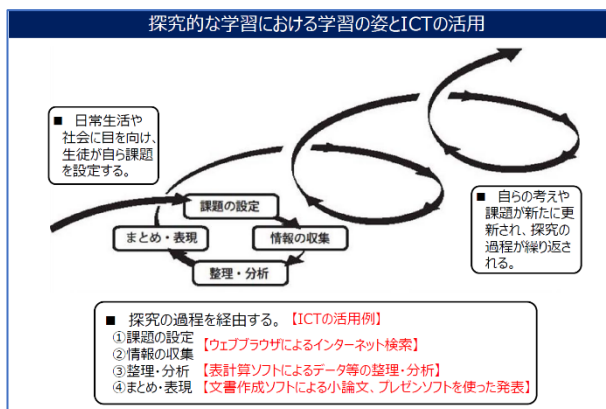 探究的な学習における学習の姿とICTの活用
■ 日常生活や
社会に目を向け、
生徒が自ら課題
を設定する。
課題の設定
まとめ・表現
情報の収集
整理・分析
■ 自らの考えや
課題が新たに更
新され、探究の
過程が繰り返さ
れる。
■ 探究の過程を経由する。【ICTの活用例】
①課題の設定
【ウェブブラウザによるインターネット検索】
②情報の収集
③整理・分析 【表計算ソフトによるデータ等の整理・分析】
④まとめ・表現 【文書作成ソフトによる小論文、プレゼンソフトを使った発表】